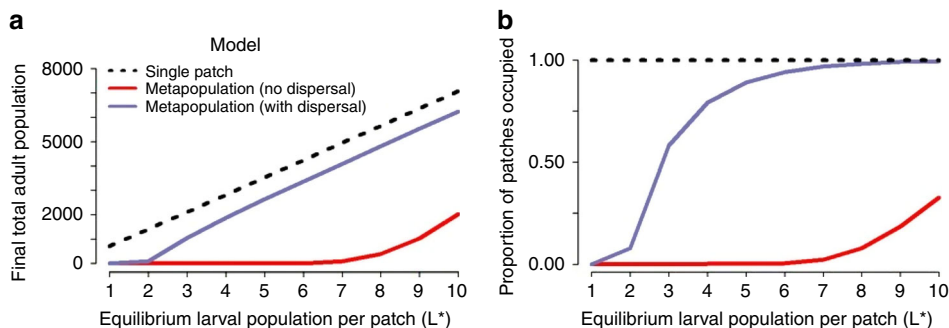 a
Model
Single patch
Metapopulation (no dispersal)
Metapopulation (with dispersal)
Final total adult population
8000
5000
2000
0
1 2 3 4 5 6 7 8 9 10
Equilibrium larval population per patch (L*)
b
Proportion of patches occupied
1.00
0.50
0.00
1 2 3 4 5 6 7 8 9 10
Equilibrium larval population per patch (L*)